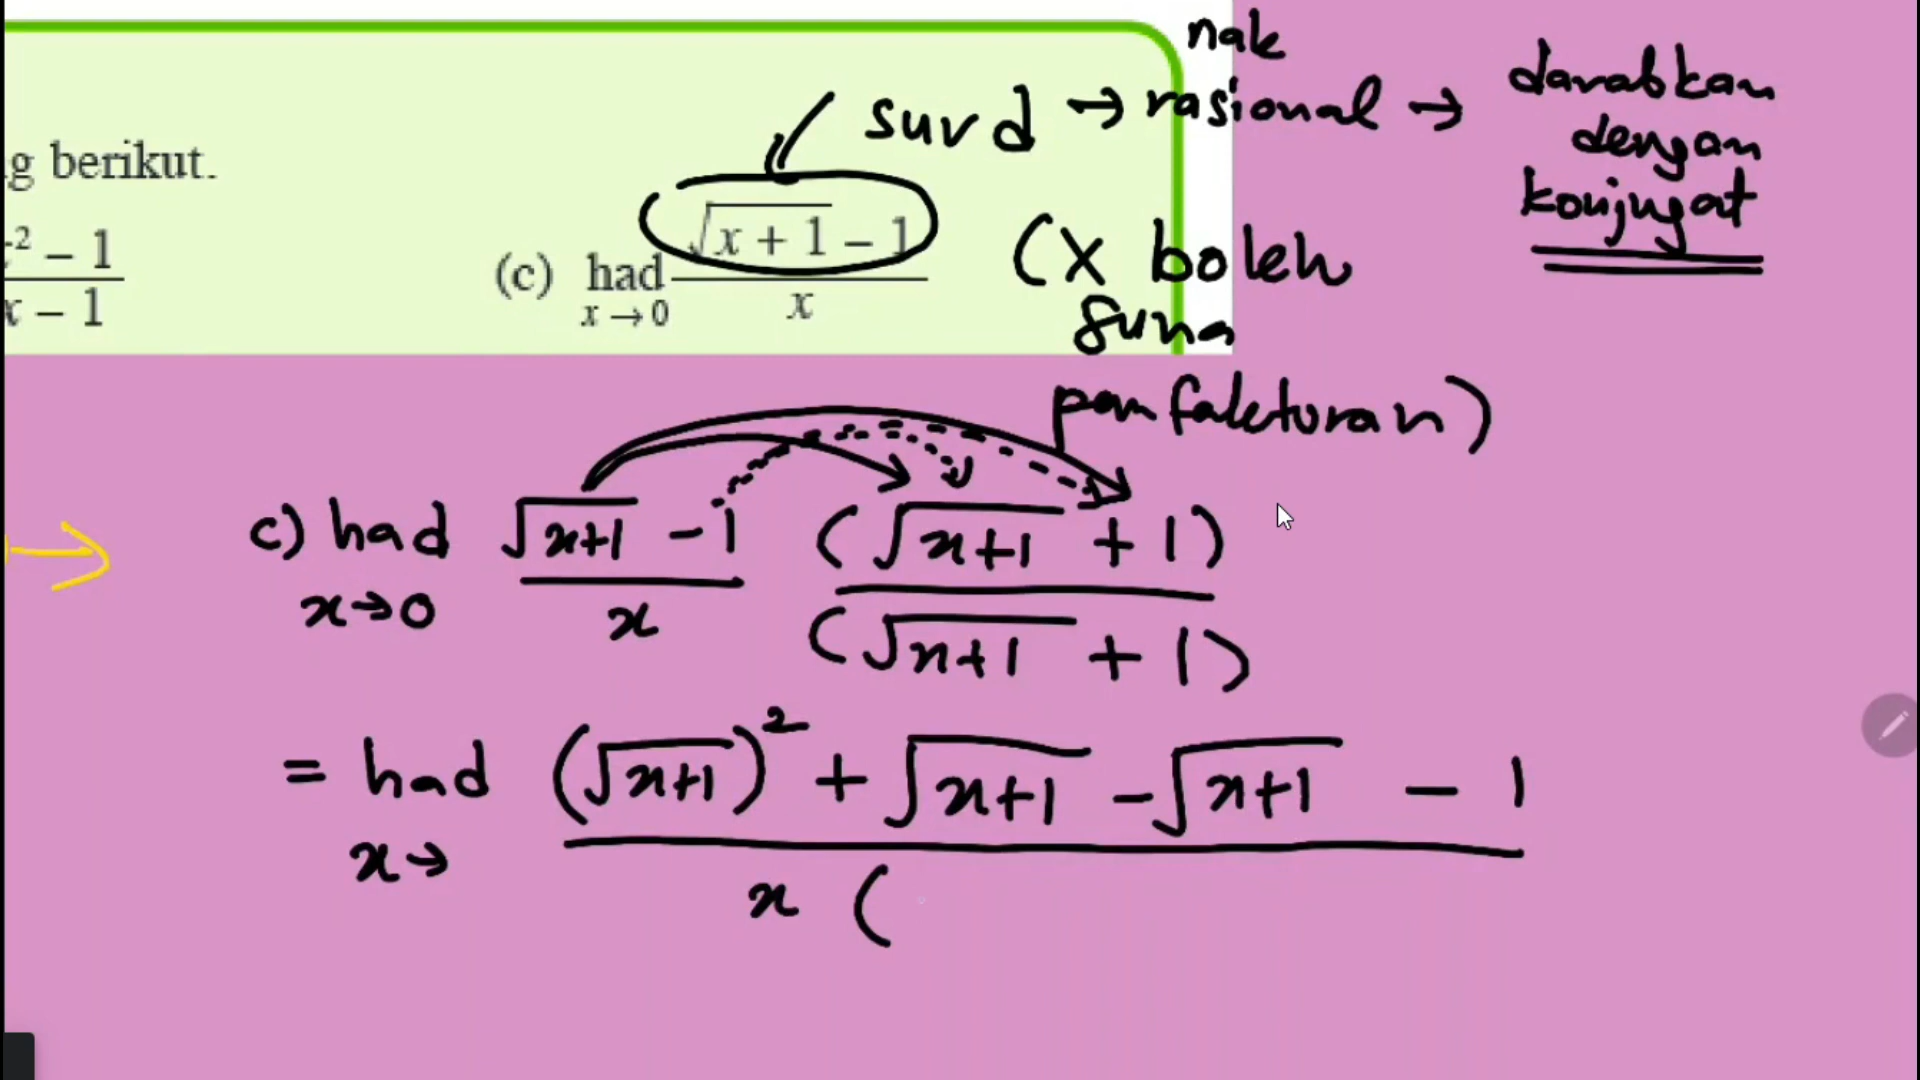 nak
surd → rasional → darabkan
dengan
konjugat
g berikut.
² − 1
x − 1
(c) had x→0 √(x + 1) − 1
x
(X boleh
guna
pemfaktoran)
c) had √(x+1) − 1 (√(x+1) + 1)
x→0 x (√(x+1) + 1)
= had (√(x+1))² + √(x+1) − √(x+1) − 1
x→ x (